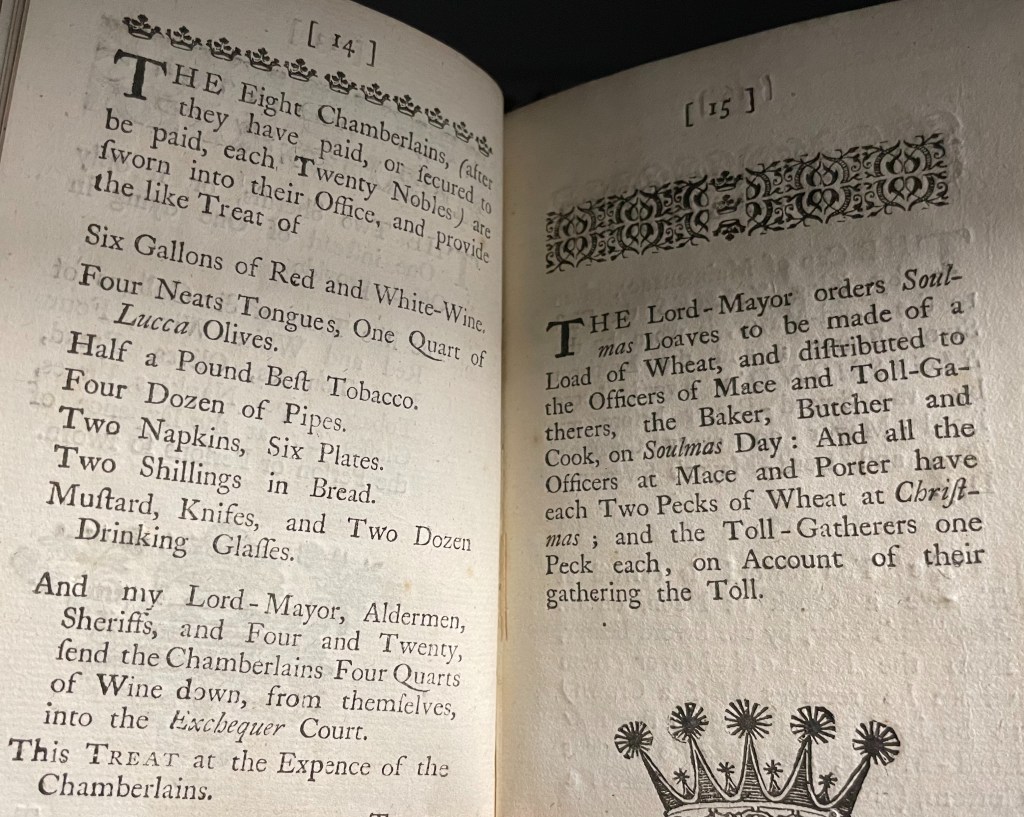 [ 14 ]
THE Eight Chamberlains, (after
they have paid, or ſecured to
be paid, each Twenty Nobles) are
ſworn into their Office, and provide
the like Treat of
Six Gallons of Red and White-Wine.
Four Neats Tongues, One Quart of
Lucca Olives.
Half a Pound Beſt Tobacco.
Four Dozen of Pipes.
Two Napkins, Six Plates.
Two Shillings in Bread.
Muſtard, Knifes, and Two Dozen
Drinking Glaſſes.
And my Lord-Mayor, Aldermen,
Sheriffs, and Four and Twenty,
ſend the Chamberlains Four Quarts
of Wine down, from themſelves,
into the Exchequer Court.
This TREAT at the Expence of the
Chamberlains.
[ 15 ]
THE Lord-Mayor orders Soul-
mas Loaves to be made of a
Load of Wheat, and diſtributed to
the Officers of Mace and Toll-Ga-
therers, the Baker, Butcher and
Cook, on Soulmas Day: And all the
Officers at Mace and Porter have
each Two Pecks of Wheat at Chriſt-
mas; and the Toll-Gatherers one
Peck each, on Account of their
gathering the Toll.